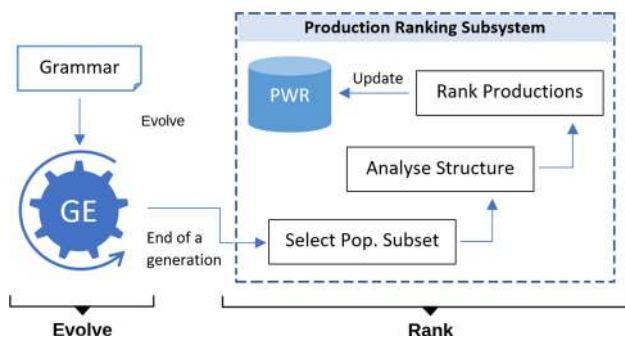 Production Ranking Subsystem
Grammar
PWR
Update
Rank Productions
Evolve
Analyse Structure
GE
End of a
generation
Select Pop. Subset
Evolve
Rank